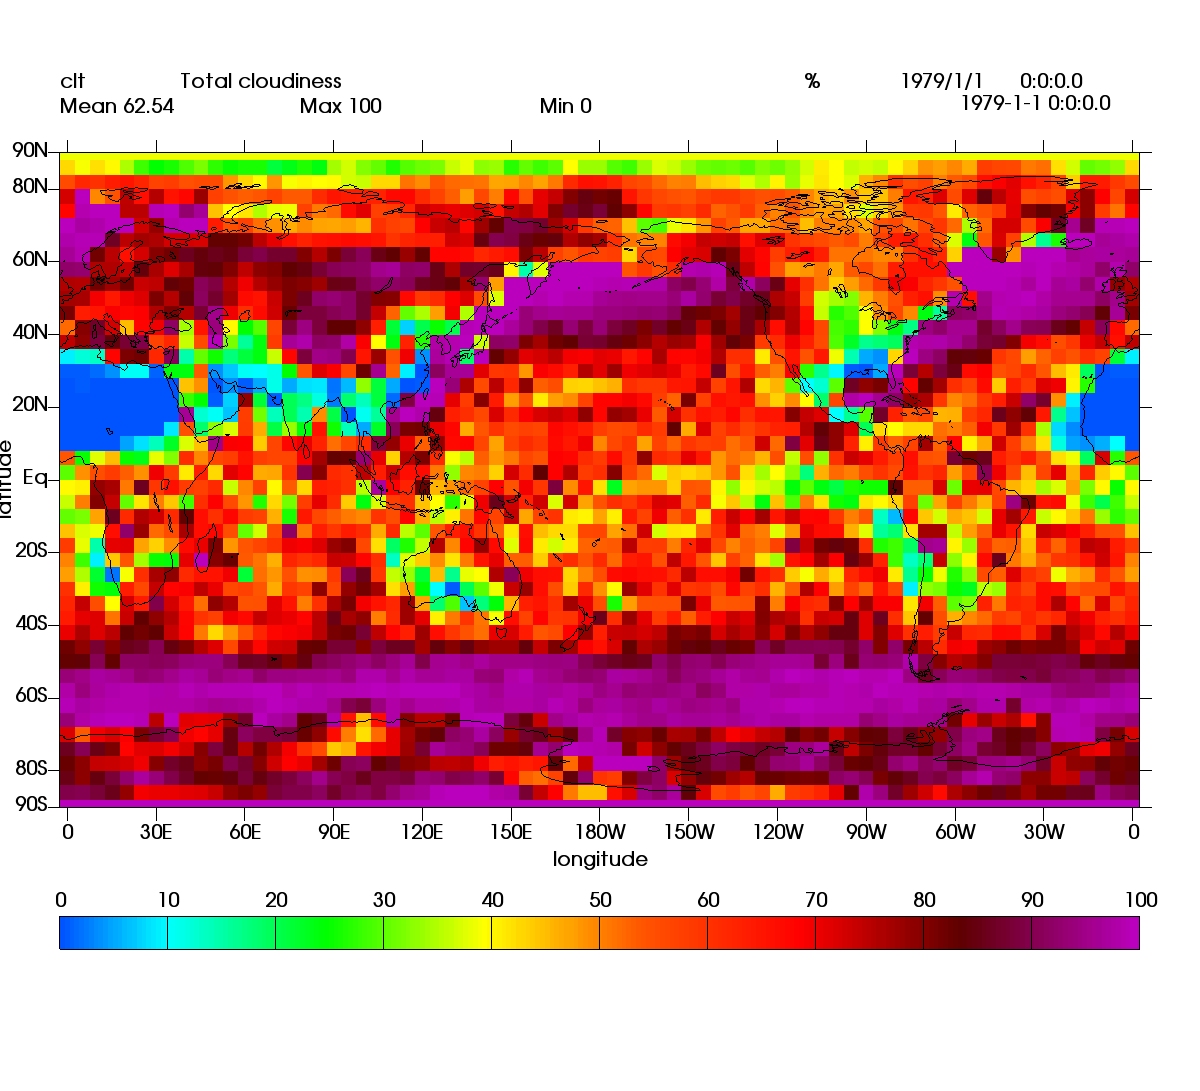 clt Total cloudiness % 1979/1/1 0:0:0.0
Mean 62.54 Max 100 Min 0 1979-1-1 0:0:0.0
90N
80N
60N
40N
20N
Eq
20S
40S
60S
80S
90S
latitude
0 30E 60E 90E 120E 150E 180W 150W 120W 90W 60W 30W 0
longitude
0 10 20 30 40 50 60 70 80 90 100